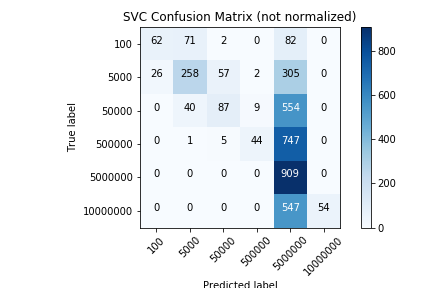 SVC Confusion Matrix (not normalized)
100 62 71 2 0 82 0
5000 26 258 57 2 305 0
50000 0 40 87 9 554 0
500000 0 1 5 44 747 0
5000000 0 0 0 0 909 0
10000000 0 0 0 0 547 54
100 5000 50000 500000 5000000 10000000
True label
Predicted label
800
600
400
200
0